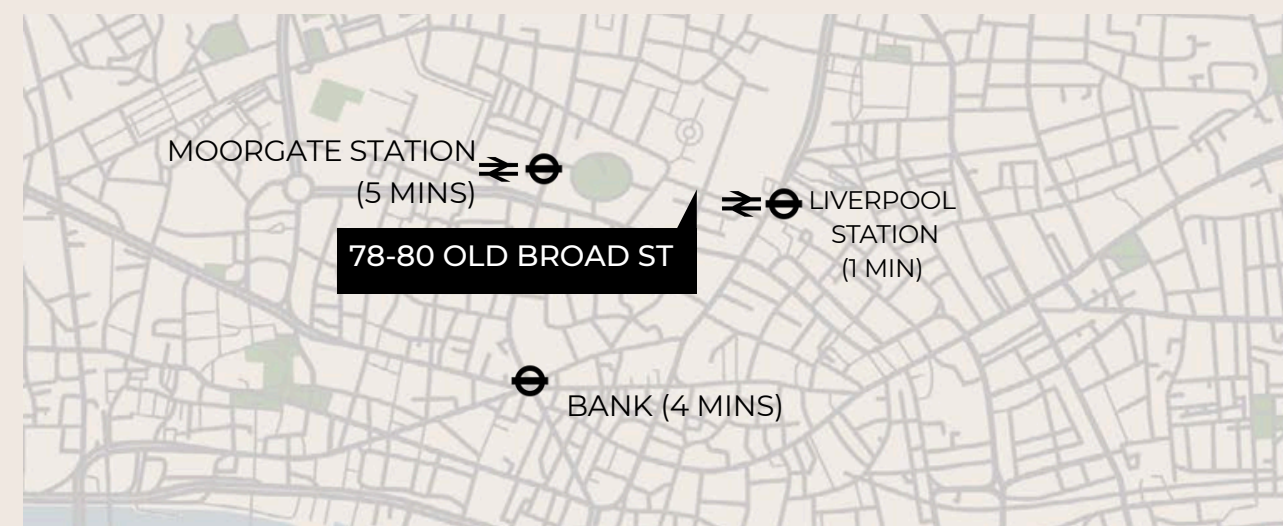 MOORGATE STATION
(5 MINS)
LIVERPOOL
STATION
(1 MIN)
78-80 OLD BROAD ST
BANK (4 MINS)